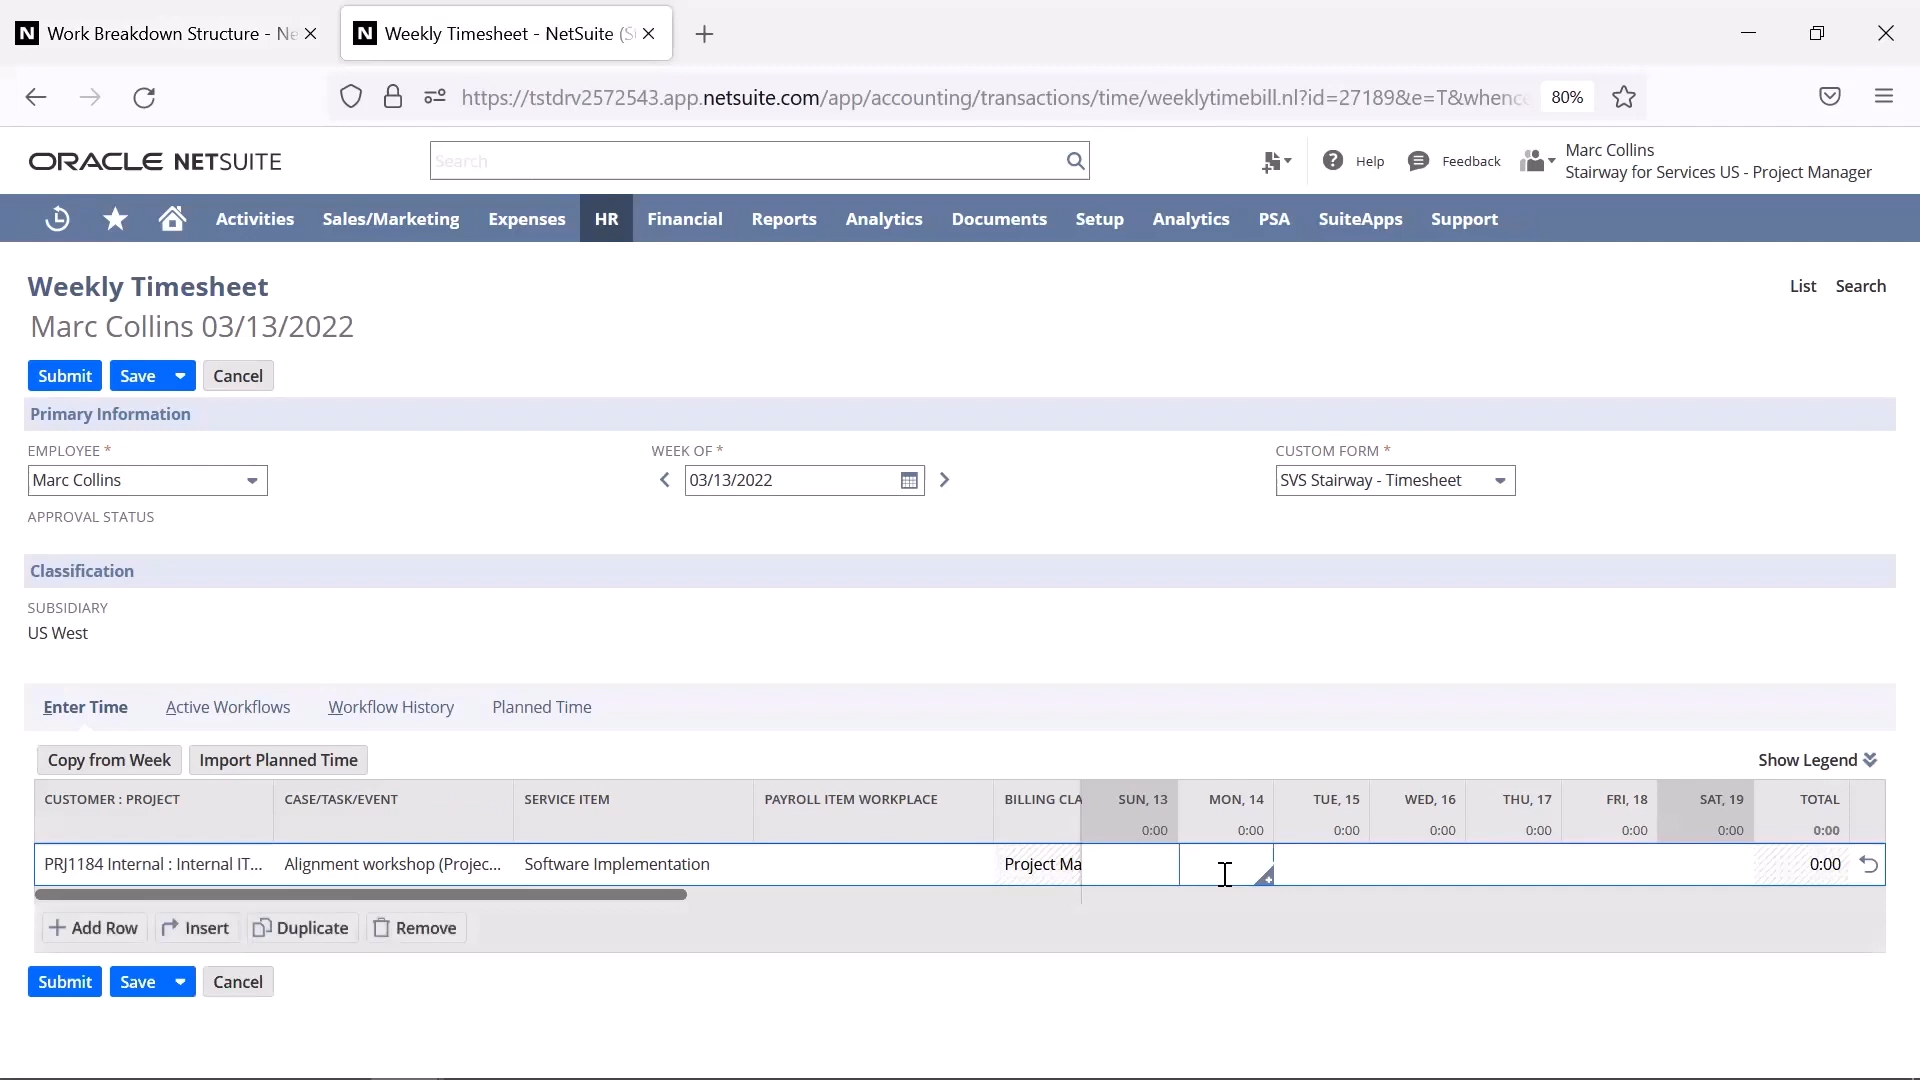 Work Breakdown Structure - Ne
Weekly Timesheet - NetSuite (S
https://tstdrv2572543.app.netsuite.com/app/accounting/transactions/time/weeklytimebill.nl?id=27189&e=T&whence
80%
ORACLE NETSUITE
Search
Help
Feedback
Marc Collins
Stairway for Services US - Project Manager
Activities Sales/Marketing Expenses HR Financial Reports Analytics Documents Setup Analytics PSA SuiteApps Support
Weekly Timesheet
List Search
Marc Collins 03/13/2022
Submit Save Cancel
Primary Information
EMPLOYEE * WEEK OF * CUSTOM FORM *
Marc Collins 03/13/2022 SVS Stairway - Timesheet
APPROVAL STATUS
Classification
SUBSIDIARY
US West
Enter Time Active Workflows Workflow History Planned Time
Copy from Week Import Planned Time Show Legend
CUSTOMER : PROJECT CASE/TASK/EVENT SERVICE ITEM PAYROLL ITEM WORKPLACE BILLING CLA SUN, 13 MON, 14 TUE, 15 WED, 16 THU, 17 FRI, 18 SAT, 19 TOTAL
0:00 0:00 0:00 0:00 0:00 0:00 0:00 0:00
PRJ1184 Internal : Internal IT... Alignment workshop (Projec... Software Implementation Project Ma 0:00
Add Row Insert Duplicate Remove
Submit Save Cancel